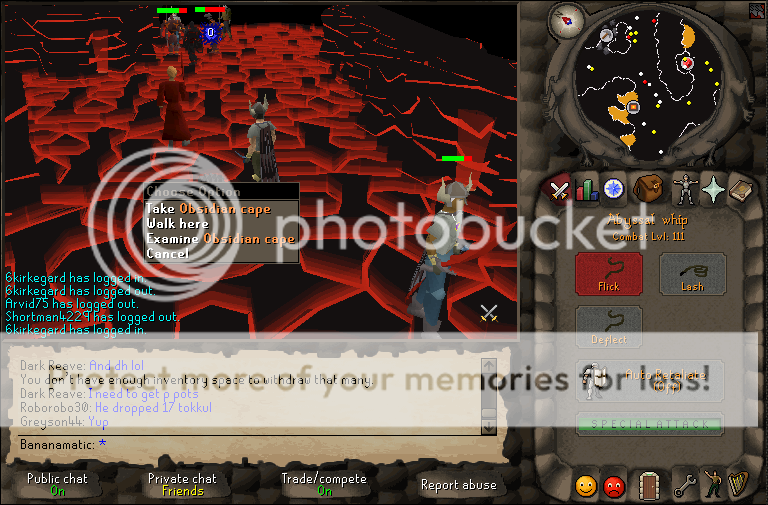 0
Choose Option
Take Obsidian cape
Walk here
Examine Obsidian cape
Cancel
photobucket
Protect more of your memories for less!
6kirkegard has logged in.
6kirkegard has logged out.
Arvid75 has logged out.
Shortman4229 has logged out.
6kirkegard has logged in.
Dark Reave: And dh lol
You don't have enough inventory space to withdraw that many.
Dark Reave: I need to get p pots
Roborobo30: He dropped 17 tokkul
Greyson44: Yup
Bananamatic: *
Public chat
On
Private chat
Friends
Trade/compete
On
Report abuse
Abyssal whip
Combat Lvl: 111
Flick
Lash
Deflect
Auto Retaliate
(Off)
SPECIAL ATTACK